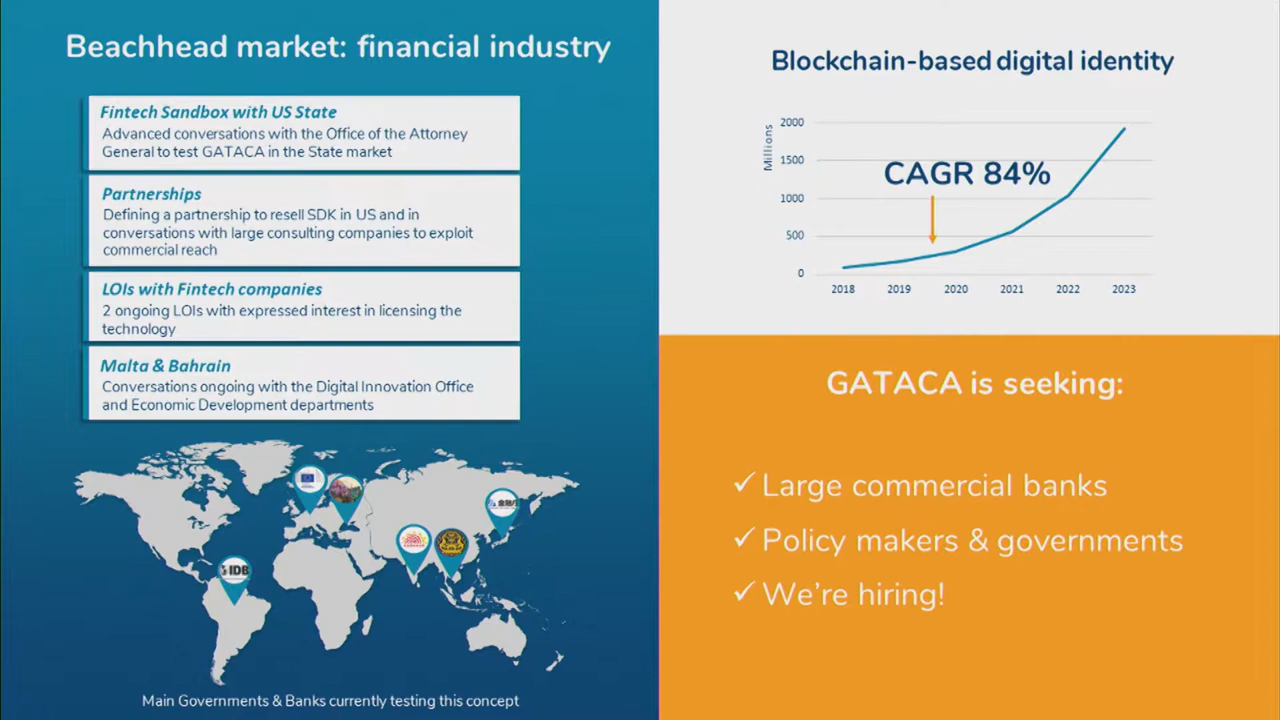 Beachhead market: financial industry
Fintech Sandbox with US State
Advanced conversations with the Office of the Attorney
General to test GATACA in the State market
Partnerships
Defining a partnership to resell SDK in US and in
conversations with large consulting companies to exploit
commercial reach
LOIs with Fintech companies
2 ongoing LOIs with expressed interest in licensing the
technology
Malta & Bahrain
Conversations ongoing with the Digital Innovation Office
and Economic Development departments
IDB
Main Governments & Banks currently testing this concept
Blockchain-based digital identity
Millions
2000
1500
1000
500
0
CAGR 84%
2018 2019 2020 2021 2022 2023
GATACA is seeking:
✓ Large commercial banks
✓ Policy makers & governments
✓ We're hiring!